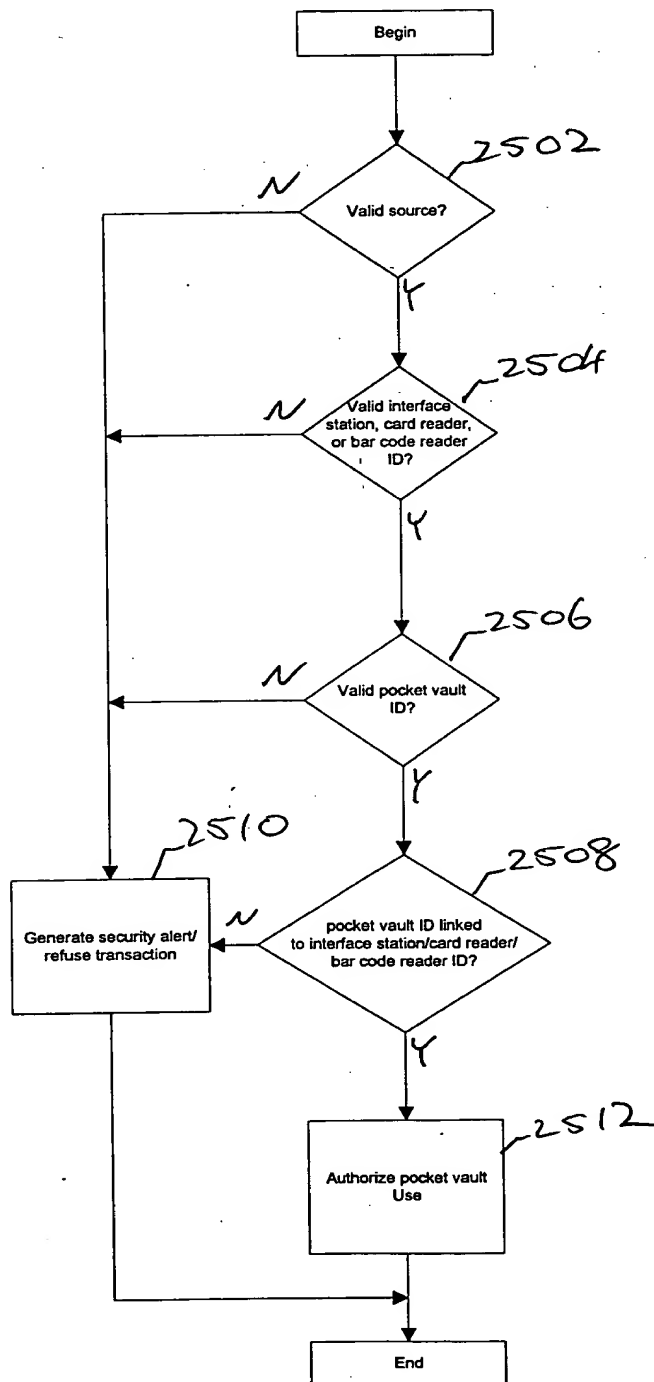 Begin
2502
N
Valid source?
Y
2504
N
Valid interface
station, card reader,
or bar code reader
ID?
Y
2506
N
Valid pocket vault
ID?
Y
2510
2508
Generate security alert/
refuse transaction
N
pocket vault ID linked
to interface station/card reader/
bar code reader ID?
Y
2512
Authorize pocket vault
Use
End